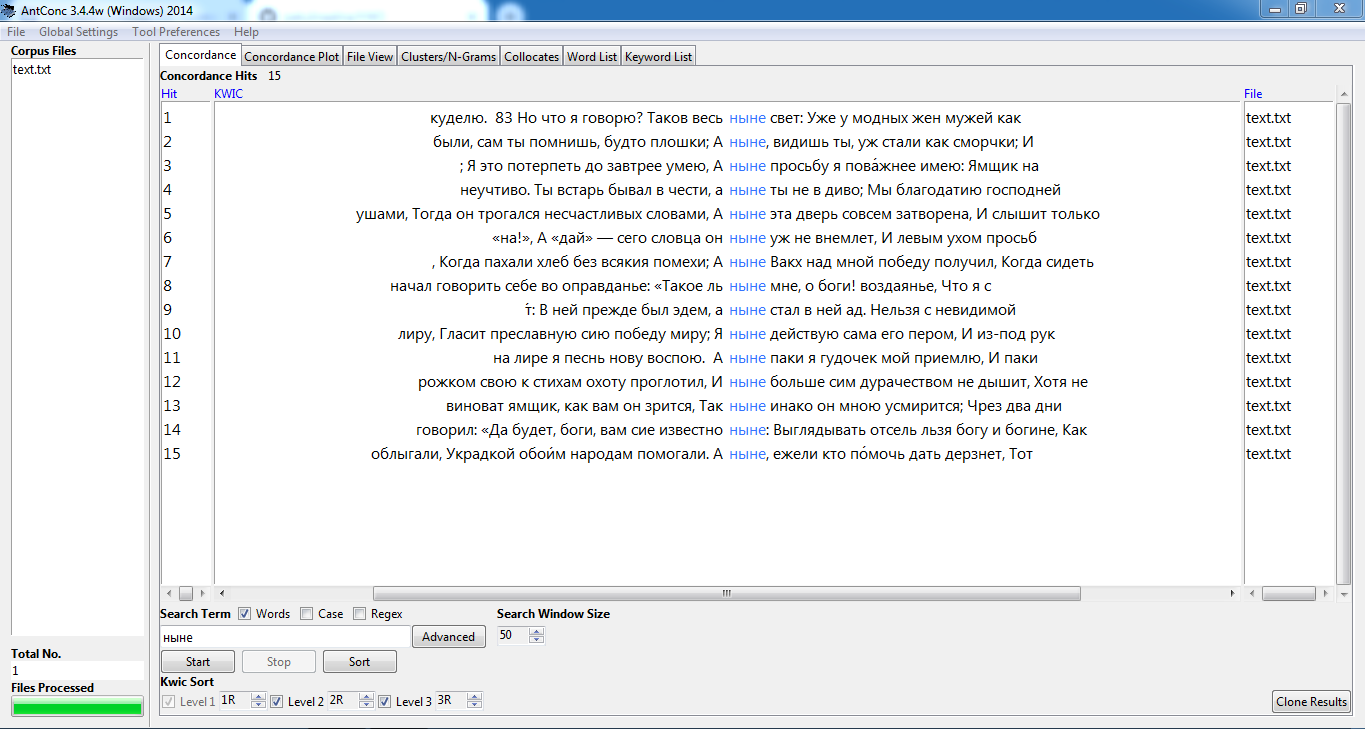 AntConc 3.4.4w (Windows) 2014
File Global Settings Tool Preferences Help
Corpus Files
text.txt
Concordance Concordance Plot File View Clusters/N-Grams Collocates Word List Keyword List
Concordance Hits 15
Hit KWIC File
1 куделю. 83 Но что я говорю? Таков весь ныне свет: Уже у модных жен мужей как text.txt
2 были, сам ты помнишь, будто плошки; А ныне, видишь ты, уж стали как сморчки; И text.txt
3 ; Я это потерпеть до завтрее умею, А ныне просьбу я пова́жнее имею: Ямщик на text.txt
4 неучтиво. Ты встарь бывал в чести, а ныне ты не в диво; Мы благодатию господней text.txt
5 ушами, Тогда он трогался несчастливых словами, А ныне эта дверь совсем затворена, И слышит только text.txt
6 «на!», А «дай» — сего словца он ныне уж не внемлет, И левым ухом просьб text.txt
7 , Когда пахали хлеб без всякия помехи; А ныне Вакх над мной победу получил, Когда сидеть text.txt
8 начал говорить себе во оправданье: «Такое ль ныне мне, о боги! воздаянье, Что я с text.txt
9 ́т: В ней прежде был эдем, а ныне стал в ней ад. Нельзя с невидимой text.txt
10 лиру, Гласит преславную сию победу миру; Я ныне действую сама его пером, И из-под рук text.txt
11 на лире я песнь нову воспою. А ныне паки я гудочек мой приемлю, И паки text.txt
12 рожком свою к стихам охоту проглотил, И ныне больше сим дурачеством не дышит, Хотя не text.txt
13 виноват ямщик, как вам он зрится, Так ныне инако он мною усмирится; Чрез два дни text.txt
14 говорил: «Да будет, боги, вам сие известно ныне: Выглядывать отсель льзя богу и богине, Как text.txt
15 облыгали, Украдкой обои́м народам помогали. А ныне, ежели кто по́мочь дать дерзнет, Тот text.txt
Search Term Words Case Regex Search Window Size
ныне Advanced 50
Total No.
1
Start Stop Sort
Files Processed
Kwic Sort
Level 1 1R Level 2 2R Level 3 3R Clone Results